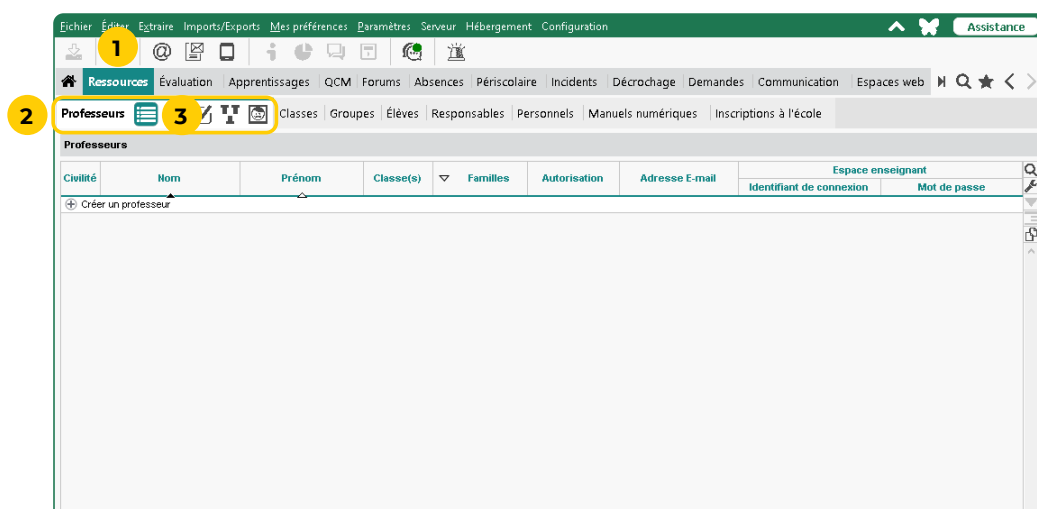 Fichier Éditer Extraire Imports/Exports Mes préférences Paramètres Serveur Hébergement Configuration Assistance
1
Ressources Évaluation Apprentissages QCM Forums Absences Périscolaire Incidents Décrochage Demandes Communication Espaces web
2 Professeurs 3 Classes Groupes Élèves Responsables Personnels Manuels numériques Inscriptions à l'école
Professeurs
Civilité Nom Prénom Classe(s) Familles Autorisation Adresse E-mail Espace enseignant
Identifiant de connexion Mot de passe
Créer un professeur